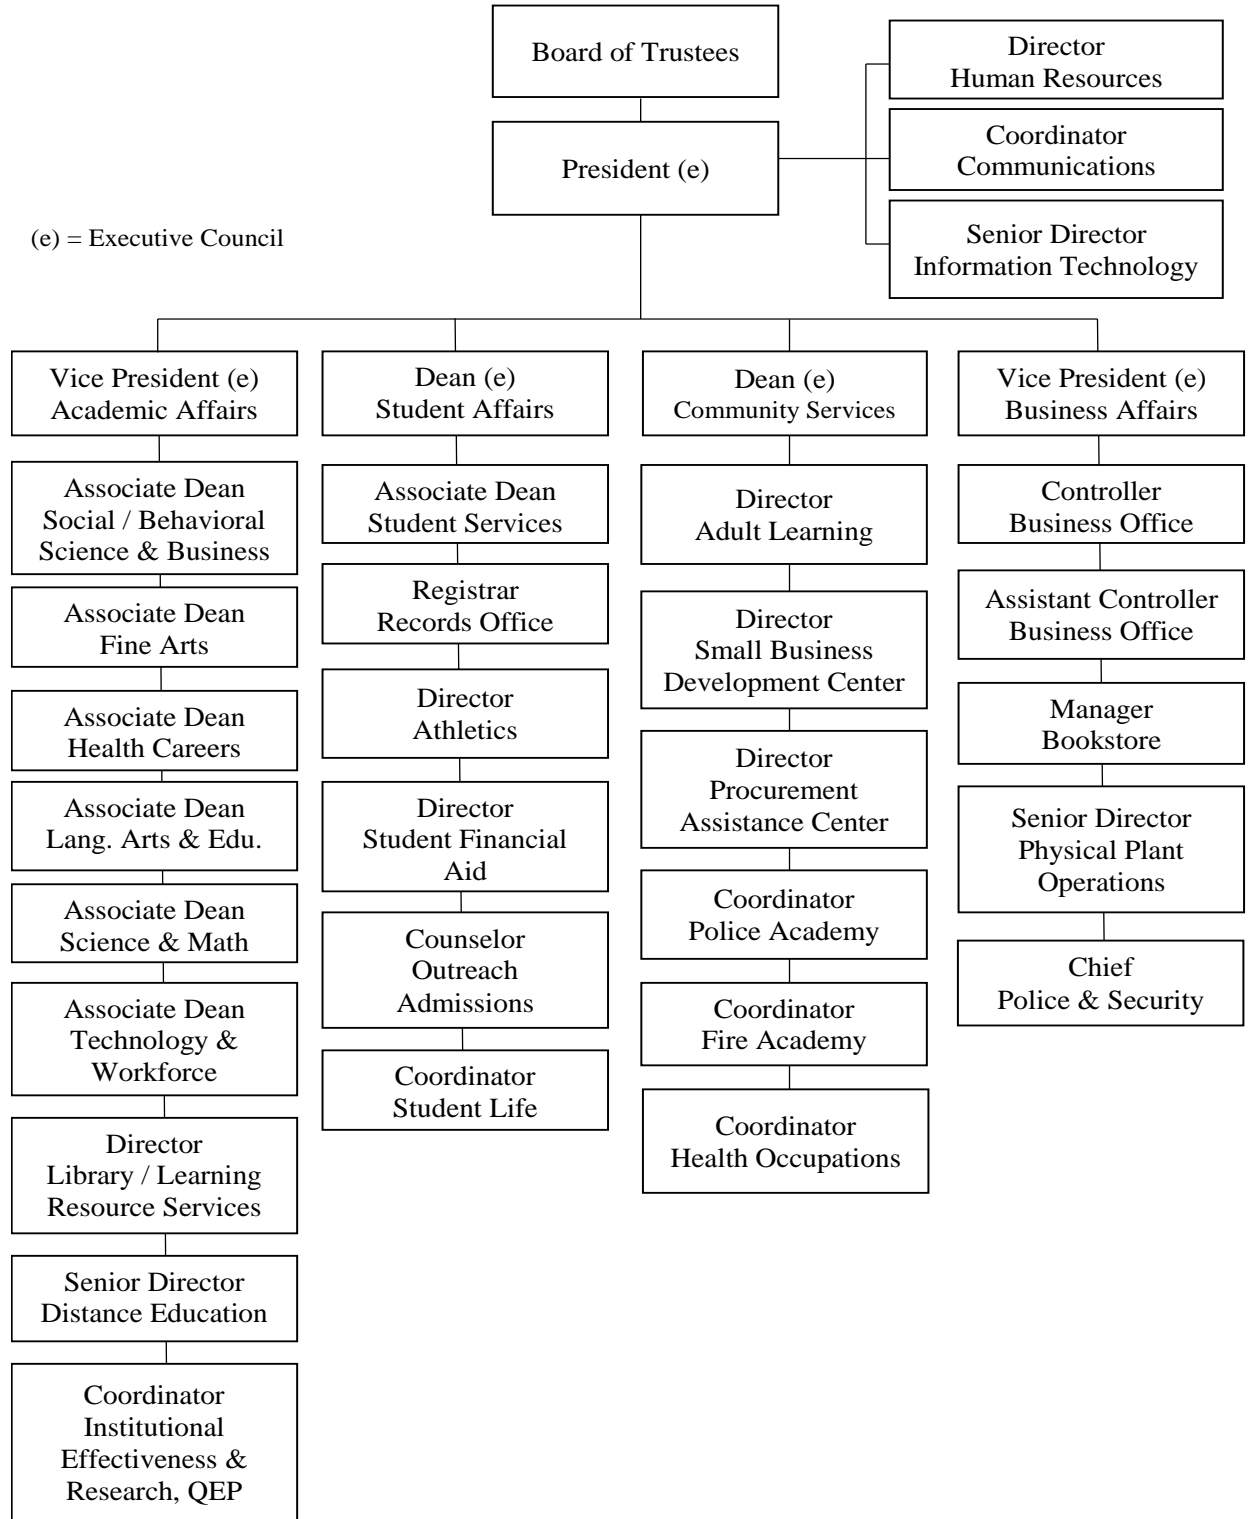 Board of Trustees
Director
Human Resources
President (e)
Coordinator
Communications
(e) = Executive Council
Senior Director
Information Technology
Vice President (e)
Academic Affairs
Associate Dean
Social / Behavioral
Science & Business
Associate Dean
Fine Arts
Associate Dean
Health Careers
Associate Dean
Lang. Arts & Edu.
Associate Dean
Science & Math
Associate Dean
Technology &
Workforce
Director
Library / Learning
Resource Services
Senior Director
Distance Education
Coordinator
Institutional
Effectiveness &
Research, QEP
Dean (e)
Student Affairs
Associate Dean
Student Services
Registrar
Records Office
Director
Athletics
Director
Student Financial
Aid
Counselor
Outreach
Admissions
Coordinator
Student Life
Dean (e)
Community Services
Director
Adult Learning
Director
Small Business
Development Center
Director
Procurement
Assistance Center
Coordinator
Police Academy
Coordinator
Fire Academy
Coordinator
Health Occupations
Vice President (e)
Business Affairs
Controller
Business Office
Assistant Controller
Business Office
Manager
Bookstore
Senior Director
Physical Plant
Operations
Chief
Police & Security